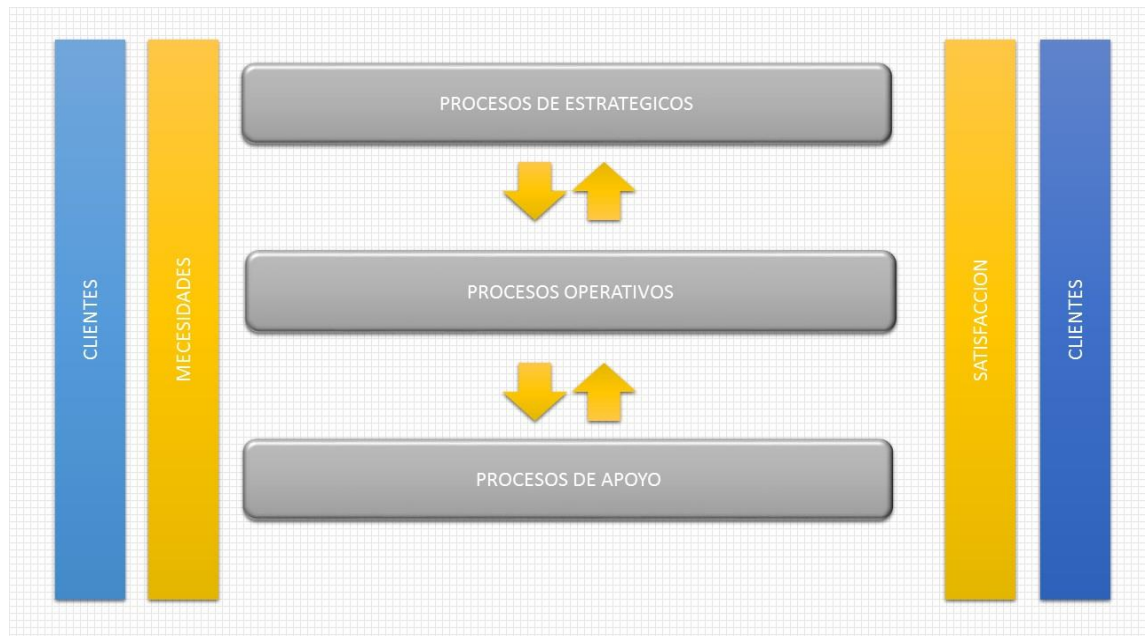 CLIENTES
MECESIDADES
PROCESOS DE ESTRATEGICOS
PROCESOS OPERATIVOS
PROCESOS DE APOYO
SATISFACCION
CLIENTES